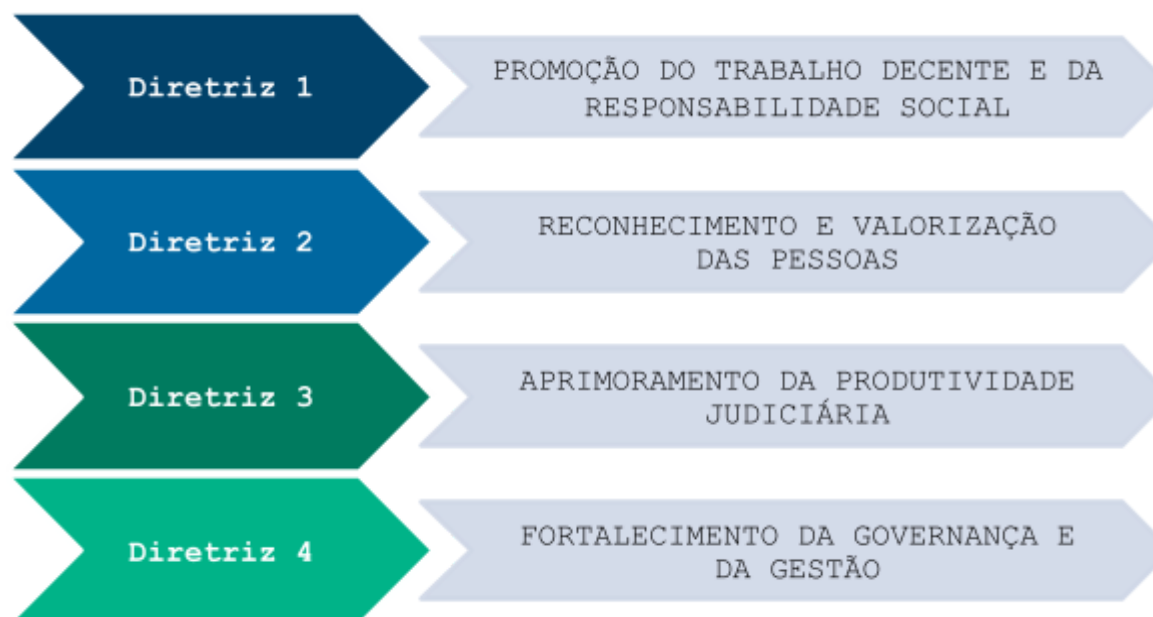 Diretriz 1
PROMOÇÃO DO TRABALHO DECENTE E DA
RESPONSABILIDADE SOCIAL
Diretriz 2
RECONHECIMENTO E VALORIZAÇÃO
DAS PESSOAS
Diretriz 3
APRIMORAMENTO DA PRODUTIVIDADE
JUDICIÁRIA
Diretriz 4
FORTALECIMENTO DA GOVERNANÇA E
DA GESTÃO